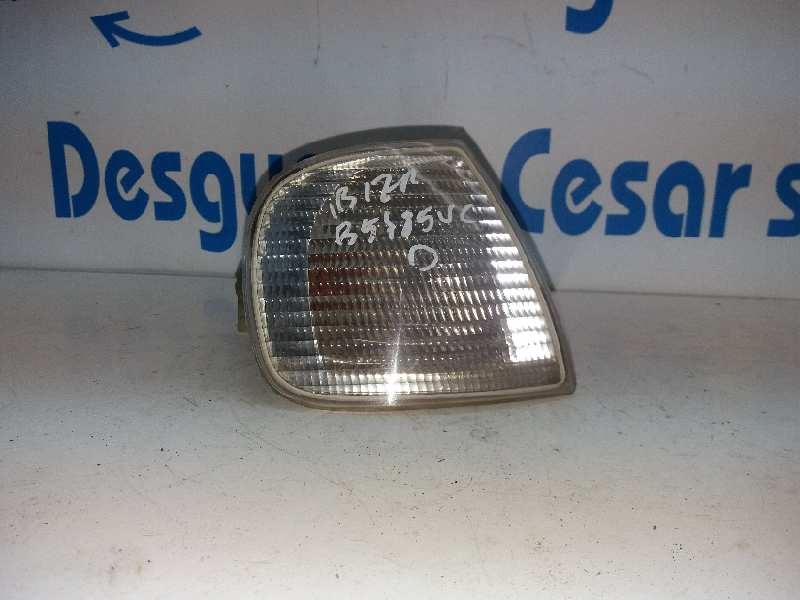 Desgu Cesar s
IBIZA
B5485VC
D